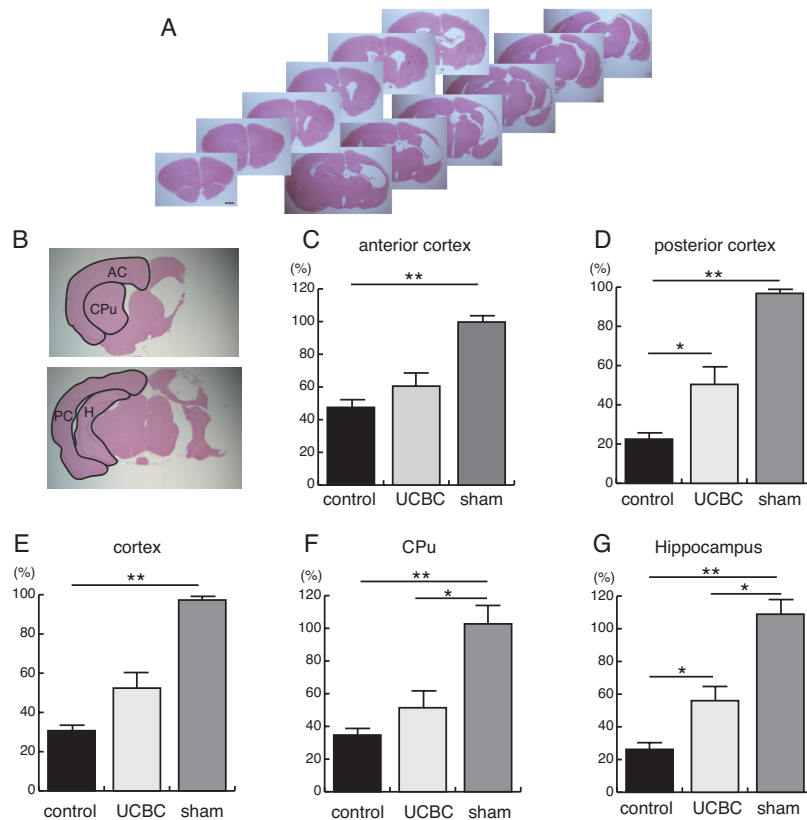 A
B
AC
CPu
PC
H
C
anterior cortex
(%)
**
120
100
80
60
40
20
0
control UCBC sham
D
posterior cortex
(%)
**
*
100
80
60
40
20
0
control UCBC sham
E
cortex
(%)
**
100
80
60
40
20
0
control UCBC sham
F
CPu
(%)
**
*
120
100
80
60
40
20
0
control UCBC sham
G
Hippocampus
(%)
**
*
*
120
100
80
60
40
20
0
control UCBC sham